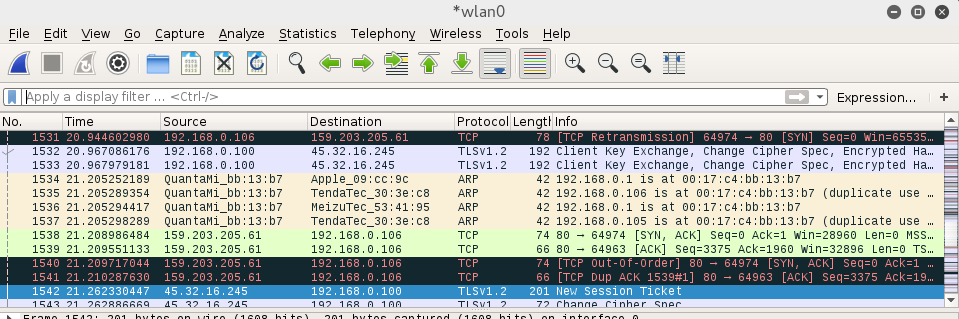 *wlan0
File Edit View Go Capture Analyze Statistics Telephony Wireless Tools Help
Apply a display filter ... <Ctrl-/> Expression... +
No. Time Source Destination Protocol Length Info
1531 20.944602980 192.168.0.106 159.203.205.61 TCP 78 [TCP Retransmission] 64974 → 80 [SYN] Seq=0 Win=65535…
1532 20.967086176 192.168.0.100 45.32.16.245 TLSv1.2 192 Client Key Exchange, Change Cipher Spec, Encrypted Ha…
1533 20.967979181 192.168.0.100 45.32.16.245 TLSv1.2 192 Client Key Exchange, Change Cipher Spec, Encrypted Ha…
1534 21.205252189 QuantaMi_bb:13:b7 Apple_09:cc:9c ARP 42 192.168.0.1 is at 00:17:c4:bb:13:b7
1535 21.205289354 QuantaMi_bb:13:b7 TendaTec_30:3e:c8 ARP 42 192.168.0.106 is at 00:17:c4:bb:13:b7 (duplicate use …
1536 21.205294417 QuantaMi_bb:13:b7 MeizuTec_53:41:95 ARP 42 192.168.0.1 is at 00:17:c4:bb:13:b7
1537 21.205298289 QuantaMi_bb:13:b7 TendaTec_30:3e:c8 ARP 42 192.168.0.105 is at 00:17:c4:bb:13:b7 (duplicate use …
1538 21.208986484 159.203.205.61 192.168.0.106 TCP 74 80 → 64974 [SYN, ACK] Seq=0 Ack=1 Win=28960 Len=0 MSS…
1539 21.209551133 159.203.205.61 192.168.0.106 TCP 66 80 → 64963 [ACK] Seq=3375 Ack=1960 Win=32896 Len=0 TS…
1540 21.209717044 159.203.205.61 192.168.0.106 TCP 74 [TCP Out-Of-Order] 80 → 64974 [SYN, ACK] Seq=0 Ack=1 …
1541 21.210287630 159.203.205.61 192.168.0.106 TCP 66 [TCP Dup ACK 1539#1] 80 → 64963 [ACK] Seq=3375 Ack=19…
1542 21.262330447 45.32.16.245 192.168.0.100 TLSv1.2 201 New Session Ticket
1543 21.262886669 45.32.16.245 192.168.0.100 TLSv1.2 72 Change Cipher Spec
Frame 1542: 201 bytes on wire (1608 bits), 201 bytes captured (1608 bits) on interface 0